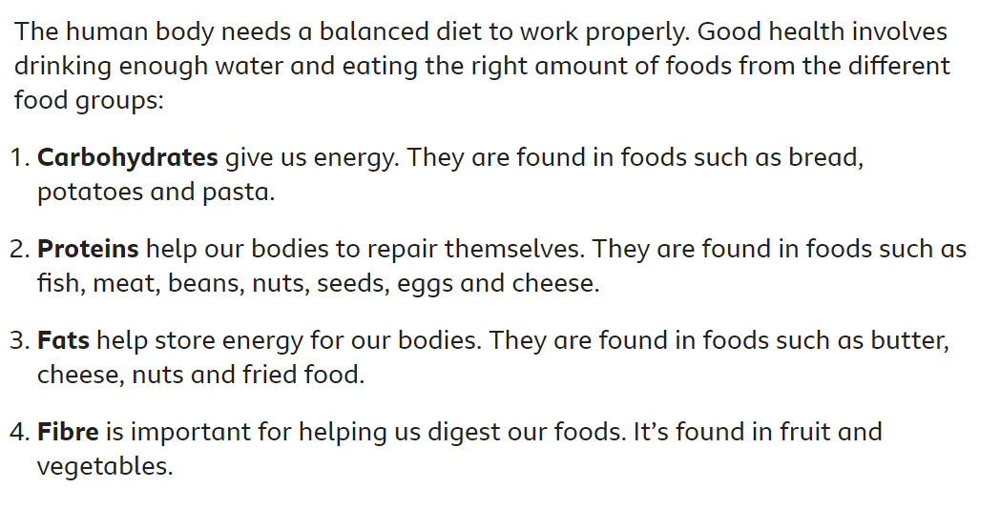 The human body needs a balanced diet to work properly. Good health involves
drinking enough water and eating the right amount of foods from the different
food groups:
1. Carbohydrates give us energy. They are found in foods such as bread,
potatoes and pasta.
2. Proteins help our bodies to repair themselves. They are found in foods such as
fish, meat, beans, nuts, seeds, eggs and cheese.
3. Fats help store energy for our bodies. They are found in foods such as butter,
cheese, nuts and fried food.
4. Fibre is important for helping us digest our foods. It’s found in fruit and
vegetables.